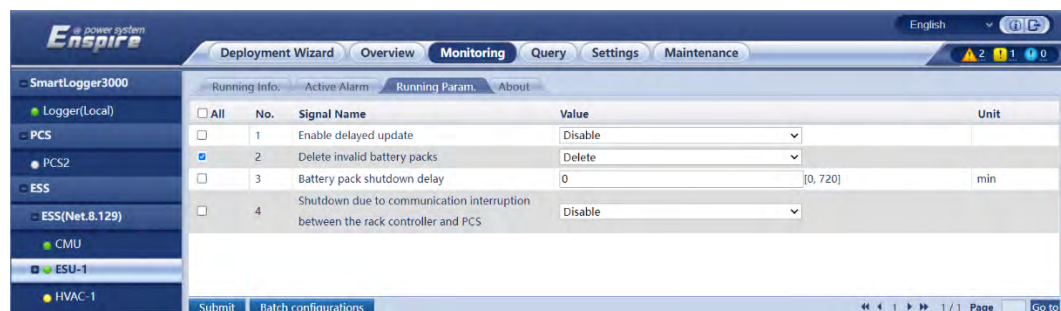 @ power system
Enspire
English
Deployment Wizard Overview Monitoring Query Settings Maintenance
2 1 0
SmartLogger3000
Logger(Local)
PCS
PCS2
ESS
ESS(Net.8.129)
CMU
ESU-1
HVAC-1
Running Info. Active Alarm Running Param. About
All No. Signal Name Value Unit
1 Enable delayed update Disable
2 Delete invalid battery packs Delete
3 Battery pack shutdown delay 0 [0, 720] min
4 Shutdown due to communication interruption
between the rack controller and PCS Disable
Submit Batch configurations 1 1/1 Page Go to